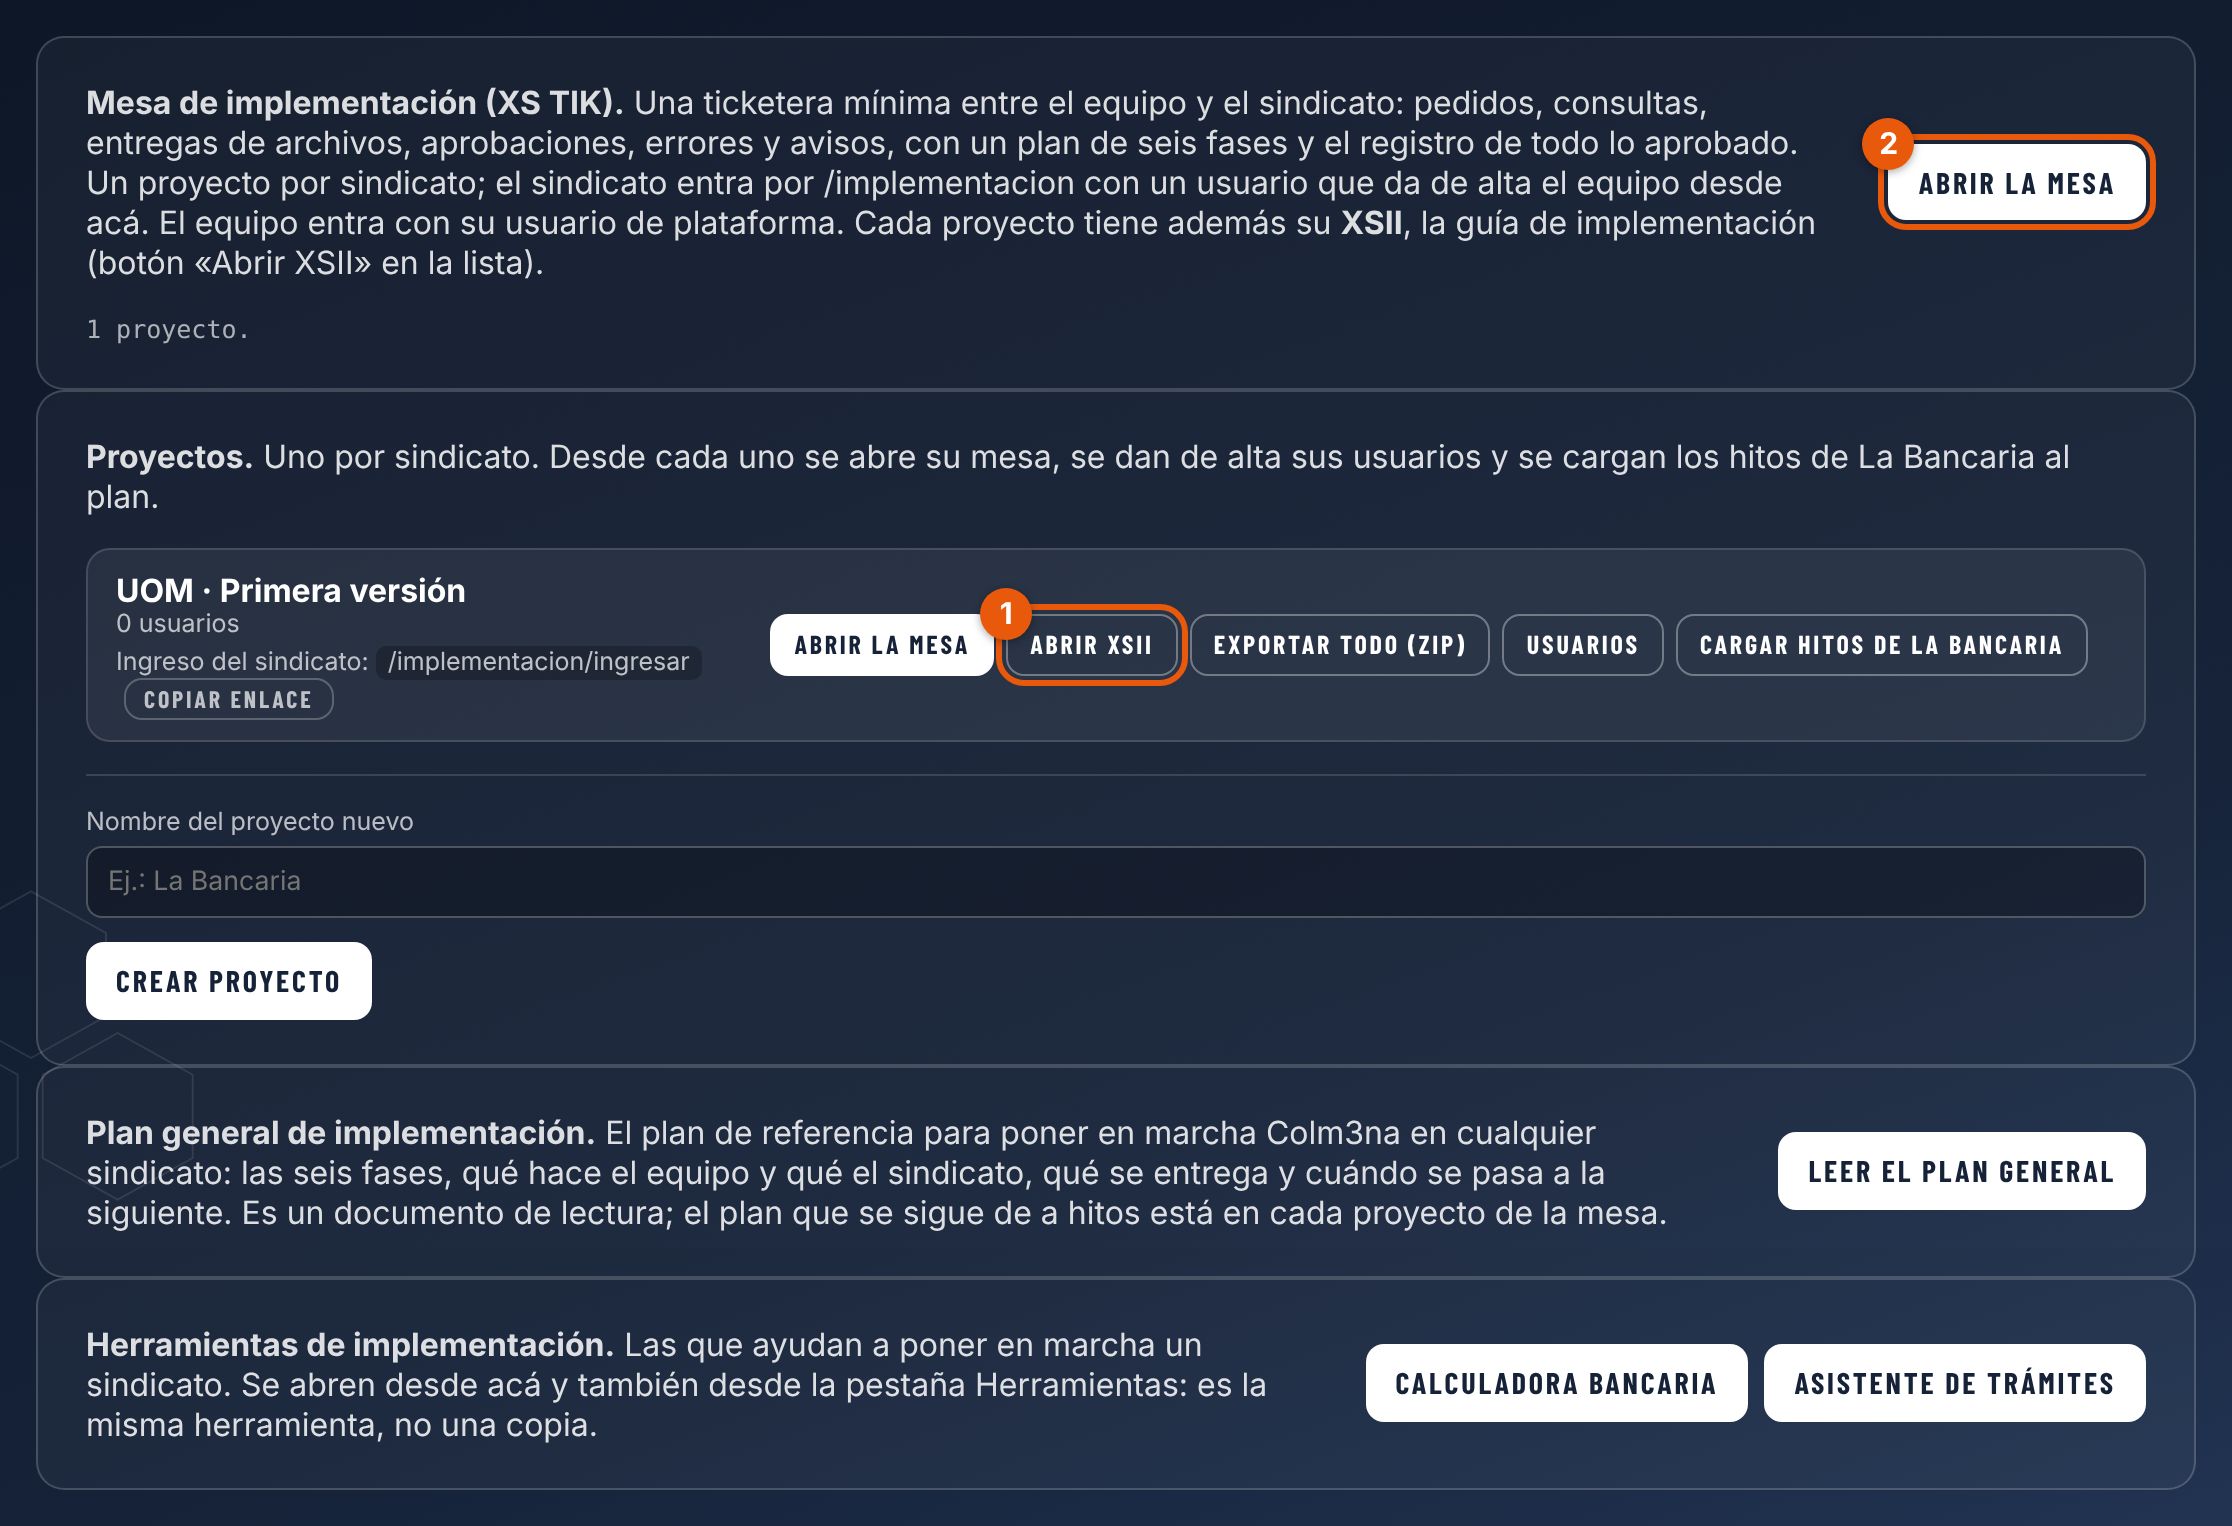 Mesa de implementación (XS TIK). Una ticketera mínima entre el equipo y el sindicato: pedidos, consultas,
entregas de archivos, aprobaciones, errores y avisos, con un plan de seis fases y el registro de todo lo aprobado.
Un proyecto por sindicato; el sindicato entra por /implementacion con un usuario que da de alta el equipo desde
acá. El equipo entra con su usuario de plataforma. Cada proyecto tiene además su XSII, la guía de implementación
(botón «Abrir XSII» en la lista).
2
ABRIR LA MESA
1 proyecto.
Proyectos. Uno por sindicato. Desde cada uno se abre su mesa, se dan de alta sus usuarios y se cargan los hitos de La Bancaria al
plan.
UOM · Primera versión
0 usuarios
Ingreso del sindicato: /implementacion/ingresar
COPIAR ENLACE
ABRIR LA MESA
1
ABRIR XSII
EXPORTAR TODO (ZIP)
USUARIOS
CARGAR HITOS DE LA BANCARIA
Nombre del proyecto nuevo
Ej.: La Bancaria
CREAR PROYECTO
Plan general de implementación. El plan de referencia para poner en marcha Colm3na en cualquier
sindicato: las seis fases, qué hace el equipo y qué el sindicato, qué se entrega y cuándo se pasa a la
siguiente. Es un documento de lectura; el plan que se sigue de a hitos está en cada proyecto de la mesa.
LEER EL PLAN GENERAL
Herramientas de implementación. Las que ayudan a poner en marcha un
sindicato. Se abren desde acá y también desde la pestaña Herramientas: es la
misma herramienta, no una copia.
CALCULADORA BANCARIA
ASISTENTE DE TRÁMITES